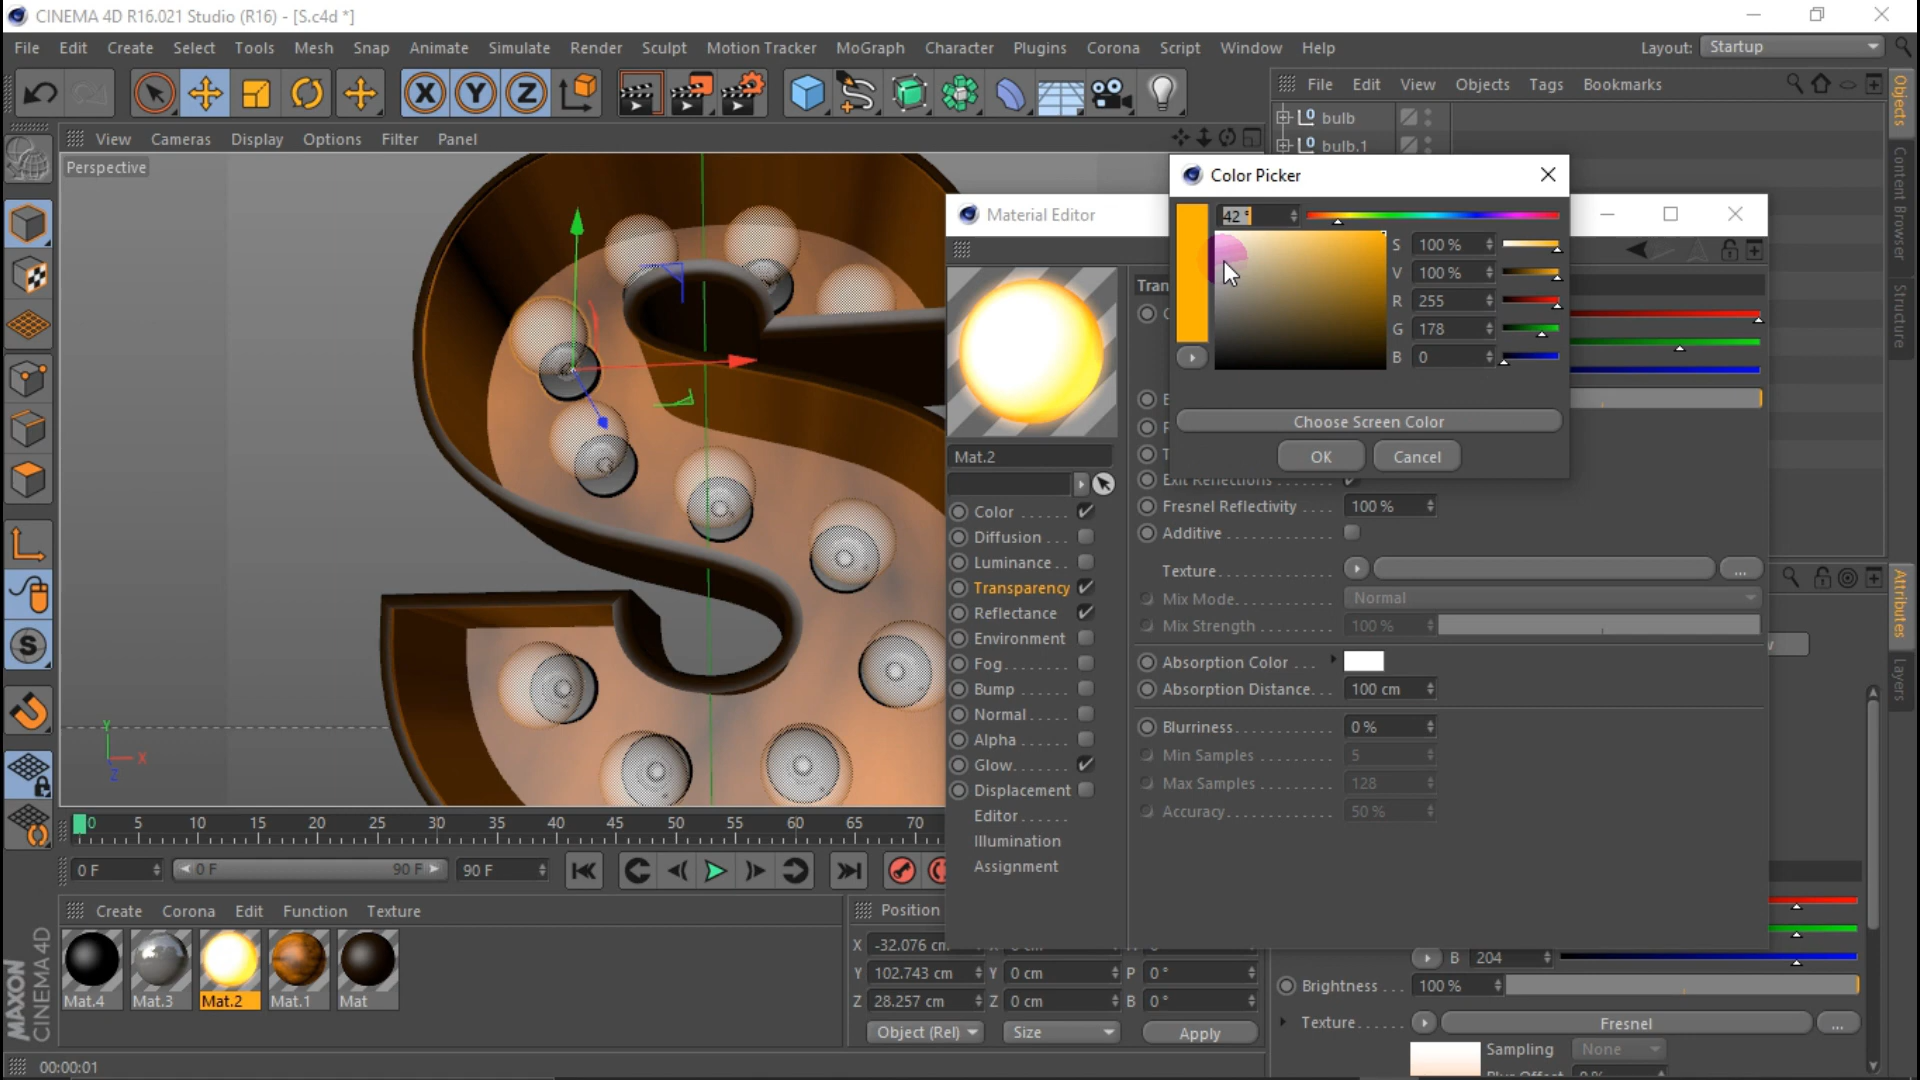 CINEMA 4D R16.021 Studio (R16) - [S.c4d *]
File Edit Create Select Tools Mesh Snap Animate Simulate Render Sculpt Motion Tracker MoGraph Character Plugins Corona Script Window Help Layout: Startup
File Edit View Objects Tags Bookmarks
View Cameras Display Options Filter Panel
Perspective
bulb
bulb.1
Objects
Content Browser
Structure
Attributes
Layers
Color Picker
42 °
S 100 %
V 100 %
R 255
G 178
B 0
Choose Screen Color
OK Cancel
Material Editor
Tran
Mat.2
Color
Diffusion
Luminance
Transparency
Reflectance
Environment
Fog
Bump
Normal
Alpha
Glow
Displacement
Editor
Illumination
Assignment
Exit Reflections
Fresnel Reflectivity 100 %
Additive
Texture ...
Mix Mode Normal
Mix Strength 100 %
Absorption Color
Absorption Distance 100 cm
Blurriness 0 %
Min Samples 5
Max Samples 128
Accuracy 50 %
Y
X
Z
X Y Z
0 5 10 15 20 25 30 35 40 45 50 55 60 65 70
0 F 0 F 90 F 90 F
Create Corona Edit Function Texture
Mat.4 Mat.3 Mat.2 Mat.1 Mat
Position
X -32.076 cm
Y 102.743 cm Y 0 cm P 0 °
Z 28.257 cm Z 0 cm B 0 °
Object (Rel) Size Apply
B 204
Brightness 100 %
Texture Fresnel ...
Sampling None
MAXON
CINEMA 4D
00:00:01